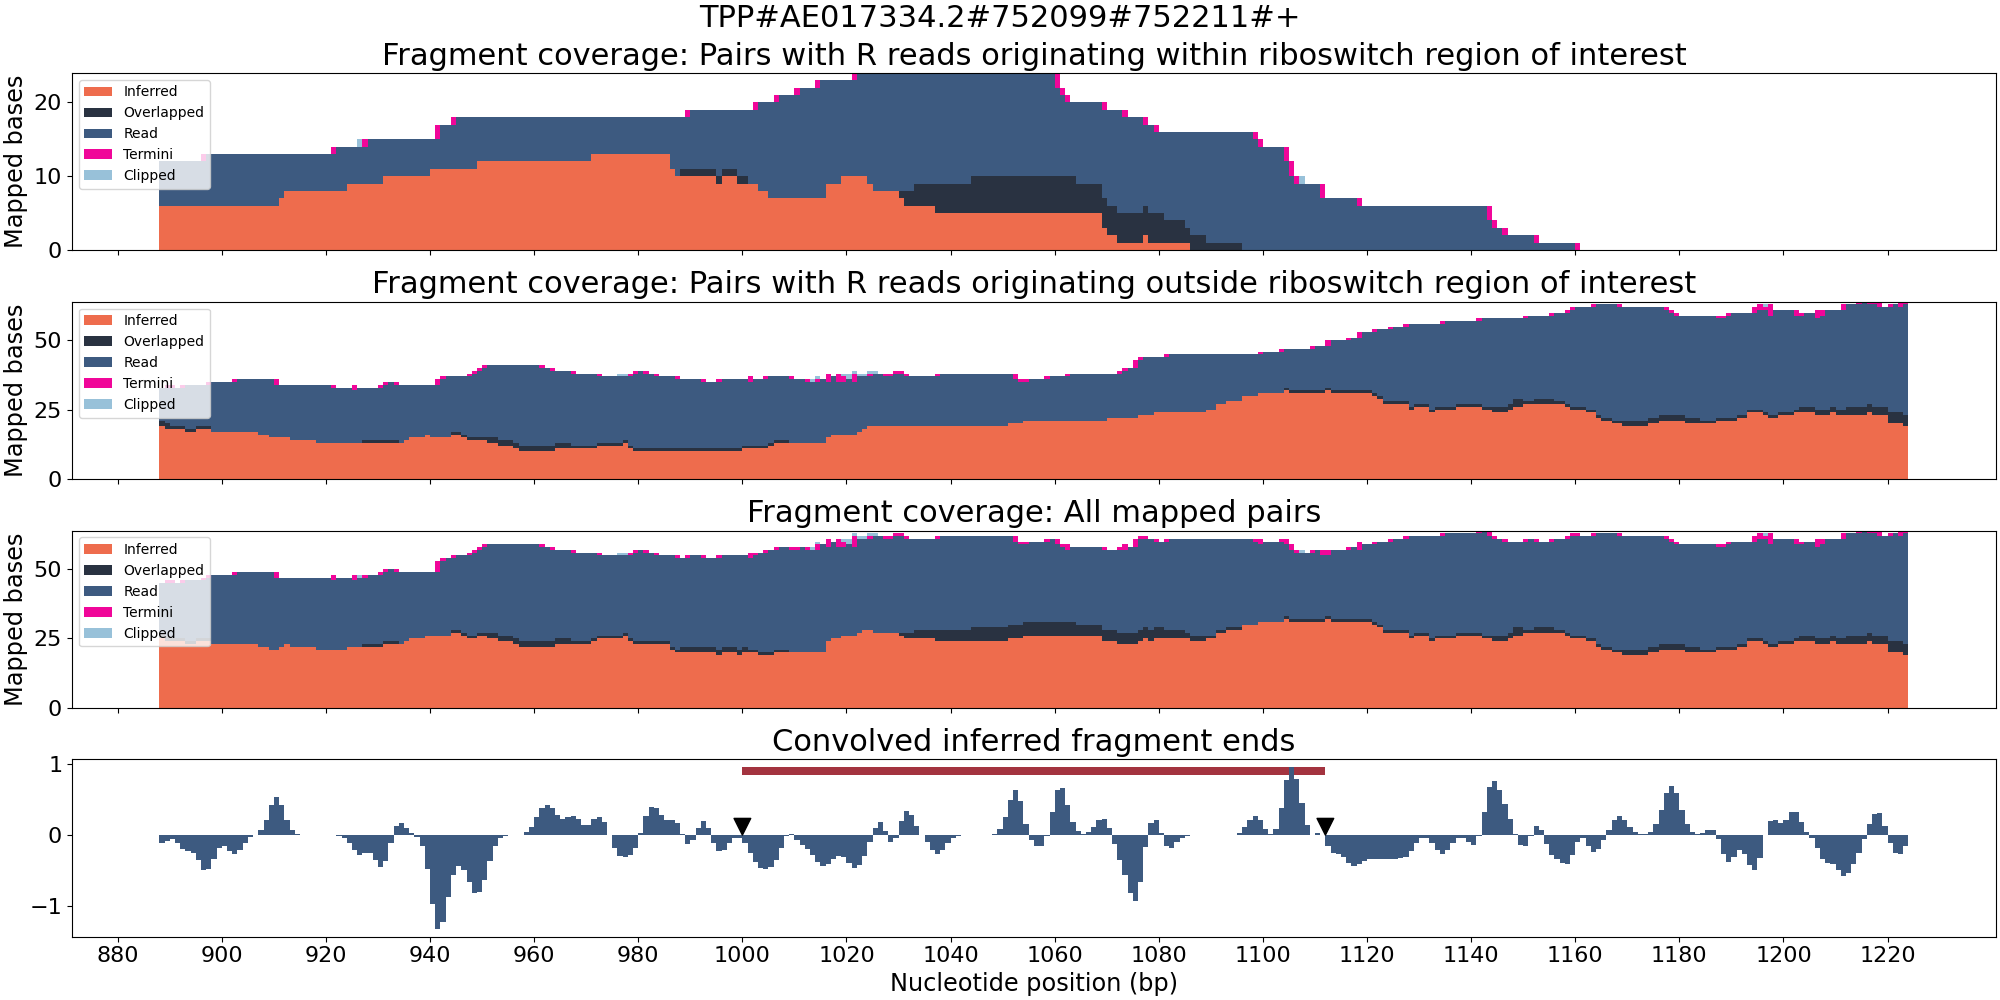 TPP#AE017334.2#752099#752211#+
Fragment coverage: Pairs with R reads originating within riboswitch region of interest
Mapped bases
20
10
0
Inferred
Overlapped
Read
Termini
Clipped
Fragment coverage: Pairs with R reads originating outside riboswitch region of interest
Mapped bases
50
25
0
Inferred
Overlapped
Read
Termini
Clipped
Fragment coverage: All mapped pairs
Mapped bases
50
25
0
Inferred
Overlapped
Read
Termini
Clipped
Convolved inferred fragment ends
1
0
−1
880 900 920 940 960 980 1000 1020 1040 1060 1080 1100 1120 1140 1160 1180 1200 1220
Nucleotide position (bp)